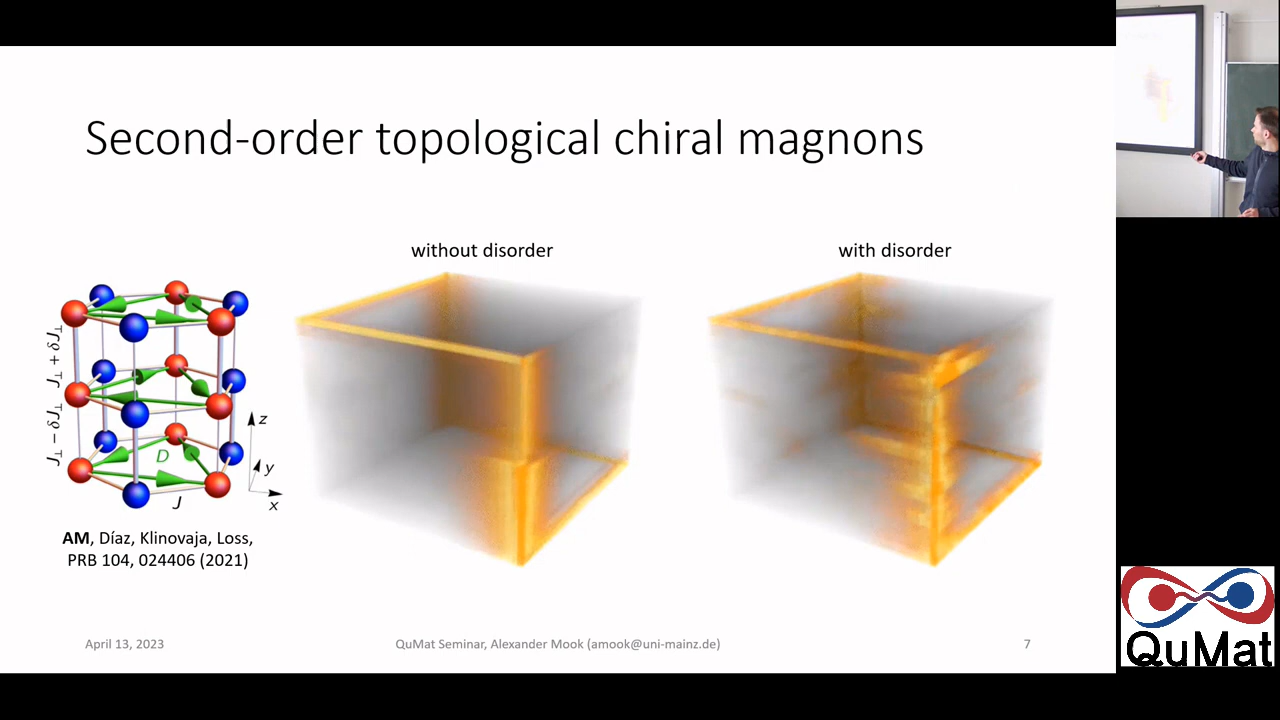 Second-order topological chiral magnons
without disorder
with disorder
J⊥ + δJ⊥
J⊥ − δJ⊥
D
J
z
y
x
AM, Díaz, Klinovaja, Loss,
PRB 104, 024406 (2021)
April 13, 2023
QuMat Seminar, Alexander Mook (amook@uni-mainz.de)
7
QuMat